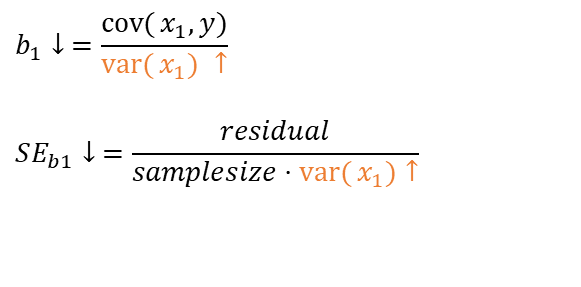 b₁ ↓ = cov(x₁, y) / var(x₁) ↑
SE_b1 ↓ = residual / samplesize · var(x₁) ↑